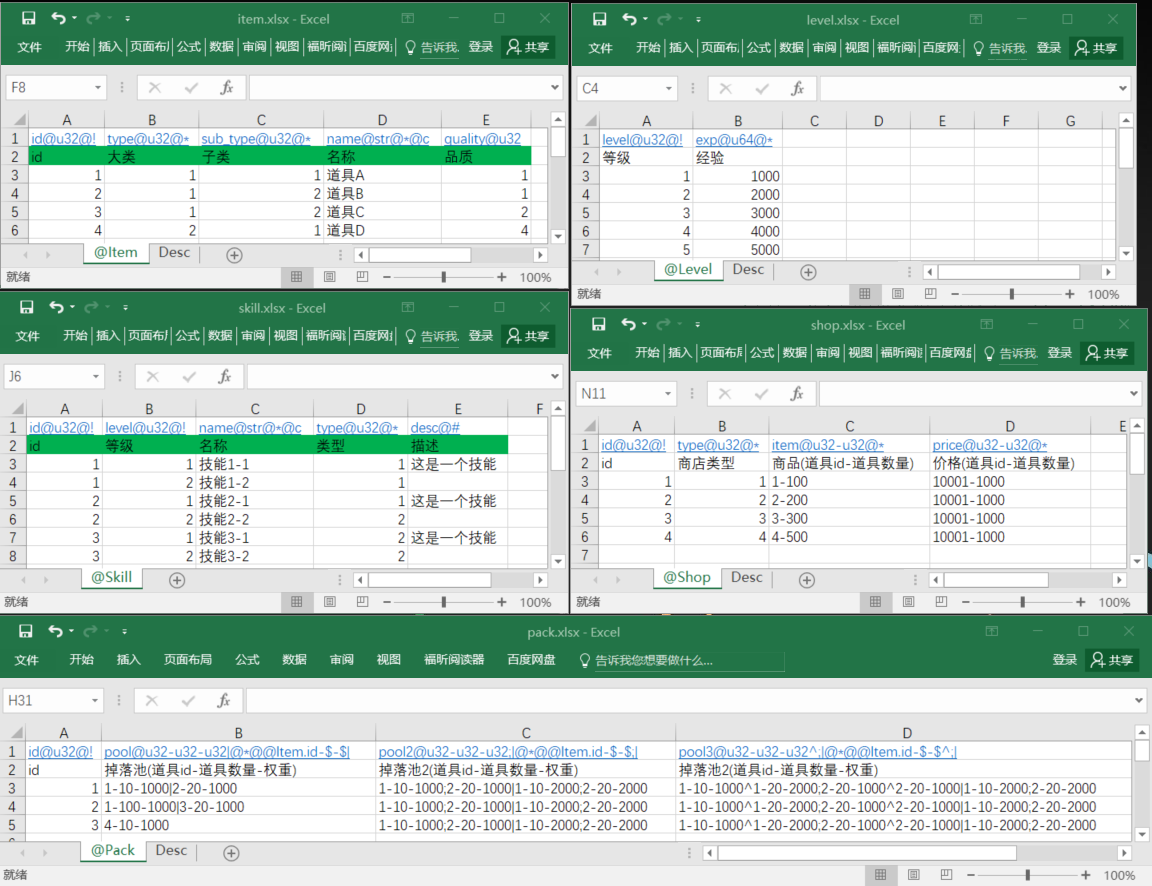 item.xlsx - Excel
文件 开始 插入 页面布局 公式 数据 审阅 视图 福昕阅读 百度网 告诉我. 登录 共享
F8 fx
A B C D E
1 id@u32@! type@u32@* sub_type@u32@* name@str@*@c quality@u32
2 id 大类 子类 名称 品质
3 1 1 1 道具A 1
4 2 1 2 道具B 1
5 3 1 2 道具C 2
6 4 2 1 道具D 4
@Item Desc
就绪 100%
level.xlsx - Excel
文件 开始 插入 页面布 公式 数据 审阅 视图 福昕阅 百度网 告诉我. 登录 共享
C4 fx
A B C D E F G
1 level@u32@! exp@u64@*
2 等级 经验
3 1 1000
4 2 2000
5 3 3000
6 4 4000
7 5 5000
@Level Desc
就绪 100%
skill.xlsx - Excel
文件 开始 插入 页面布 公式 数据 审阅 视图 福昕阅 百度网 告诉我. 登录 共享
J6 fx
A B C D E F
1 id@u32@! level@u32@! name@str@*@c type@u32@* desc@#
2 id 等级 名称 类型 描述
3 1 1 技能1-1 1 这是一个技能
4 1 2 技能1-2 1
5 2 1 技能2-1 1 这是一个技能
6 2 2 技能2-2 2
7 3 1 技能3-1 2 这是一个技能
8 3 2 技能3-2 2
@Skill Desc
就绪 100%
shop.xlsx - Excel
文件 开始 插入 页面布局 公式 数据 审阅 视图 福昕阅 百度网盘 告诉我. 登录 共享
N11 fx
A B C D E
1 id@u32@! type@u32@* item@u32-u32@* price@u32-u32@*
2 id 商店类型 商品(道具id-道具数量) 价格(道具id-道具数量)
3 1 1 1-100 10001-1000
4 2 2 2-200 10001-1000
5 3 3 3-300 10001-1000
6 4 4 4-500 10001-1000
7
@Shop Desc
就绪 100%
pack.xlsx - Excel
文件 开始 插入 页面布局 公式 数据 审阅 视图 福昕阅读器 百度网盘 告诉我您想要做什么... 登录 共享
H31 fx
A B C D
1 id@u32@! pool@u32-u32-u32|@*@@Item.id-$-$| pool2@u32-u32-u32;|@*@@Item.id-$-$;| pool3@u32-u32-u32^;|@*@@Item.id-$-$^;|
2 id 掉落池(道具id-道具数量-权重) 掉落池2(道具id-道具数量-权重) 掉落池2(道具id-道具数量-权重)
3 1 1-10-1000|2-20-1000 1-10-1000;2-20-1000|1-10-2000;2-20-2000 1-10-1000^1-20-2000;2-20-1000^2-20-1000|1-10-2000;2-20-2000
4 2 1-100-1000|3-20-1000 1-10-1000;2-20-1000|1-10-2000;2-20-2000 1-10-1000^1-20-2000;2-20-1000^2-20-1000|1-10-2000;2-20-2000
5 3 4-10-1000 1-10-1000;2-20-1000|1-10-2000;2-20-2000 1-10-1000^1-20-2000;2-20-1000^2-20-1000|1-10-2000;2-20-2000
@Pack Desc
就绪 100%